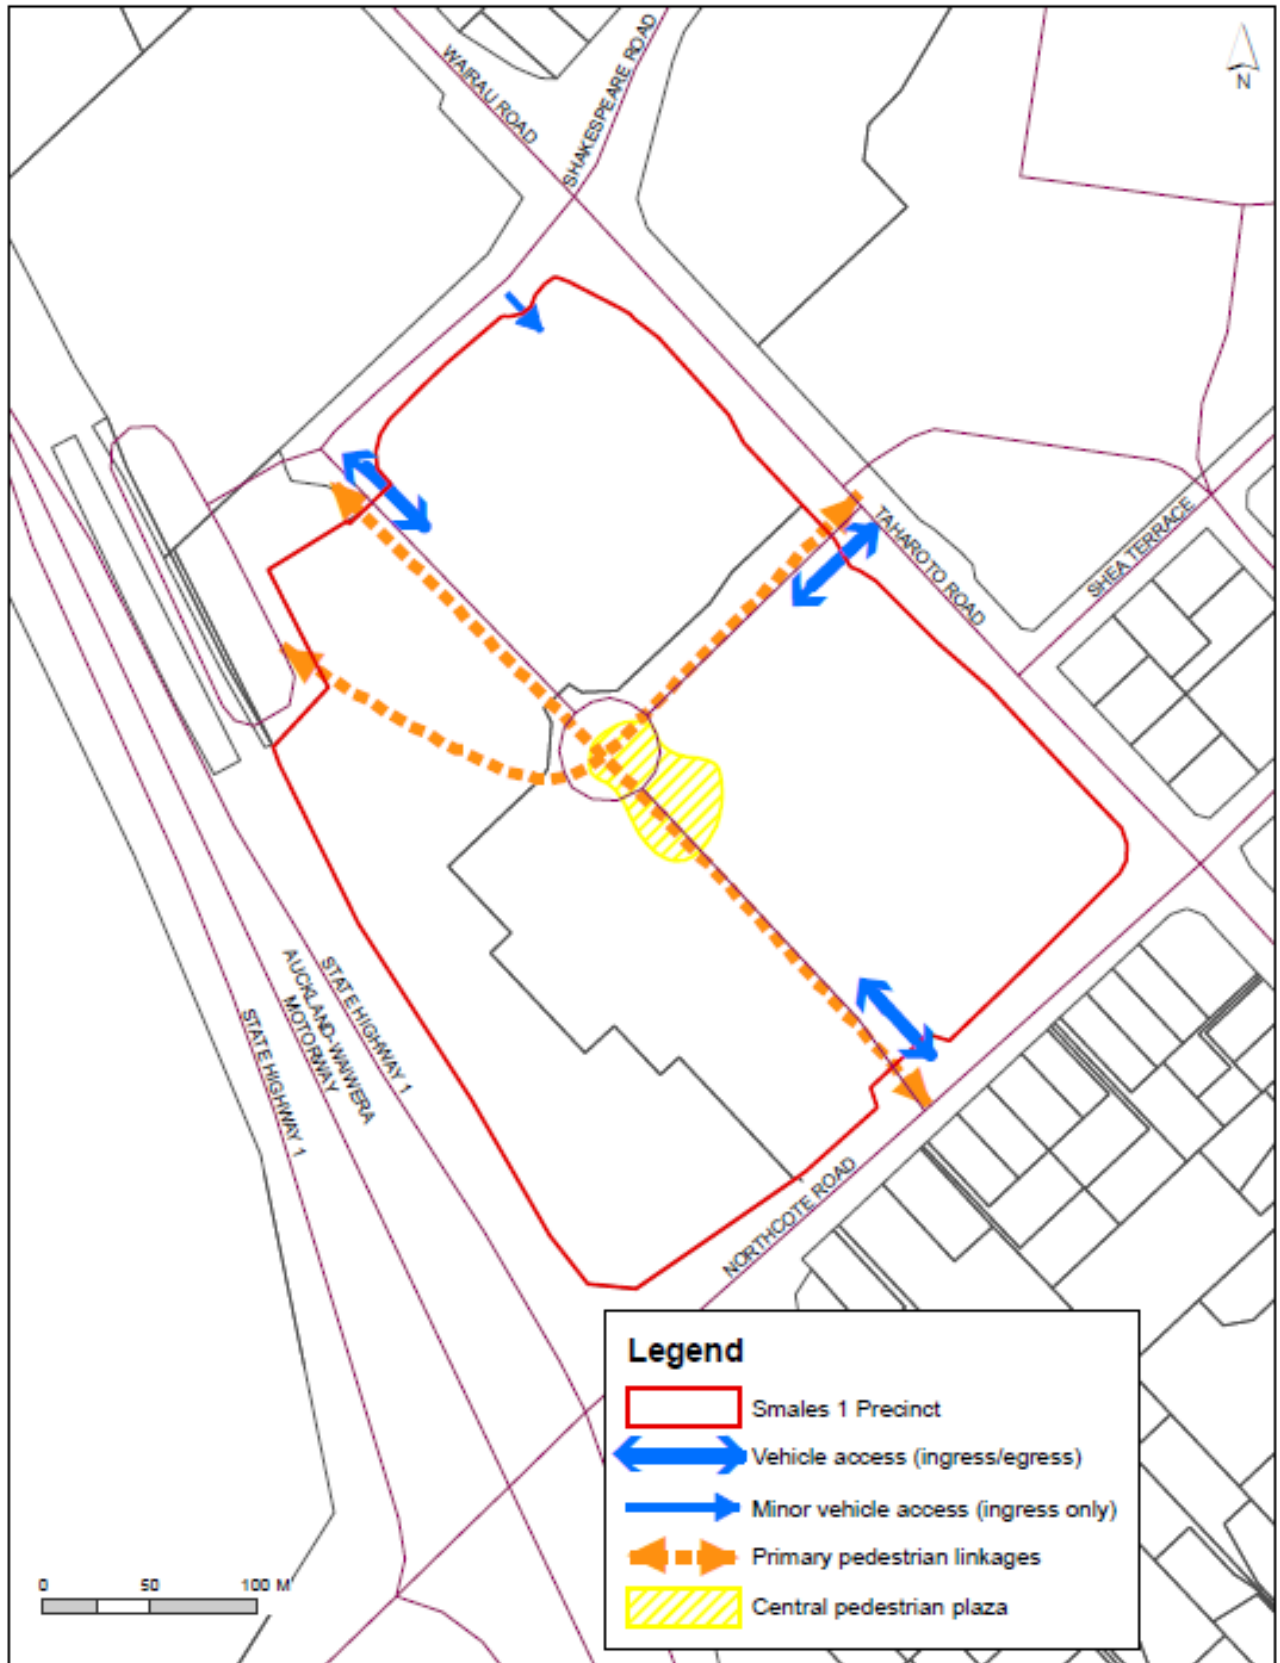 WAIRAU ROAD
SHAKESPEARE ROAD
N
TAHAROTO ROAD
SHEA TERRACE
STATE HIGHWAY 1
AUCKLAND-WAIWERA
MOTORWAY
STATE HIGHWAY 1
NORTHCOTE ROAD
Legend
Smales 1 Precinct
Vehicle access (ingress/egress)
Minor vehicle access (ingress only)
Primary pedestrian linkages
Central pedestrian plaza
0 50 100 M